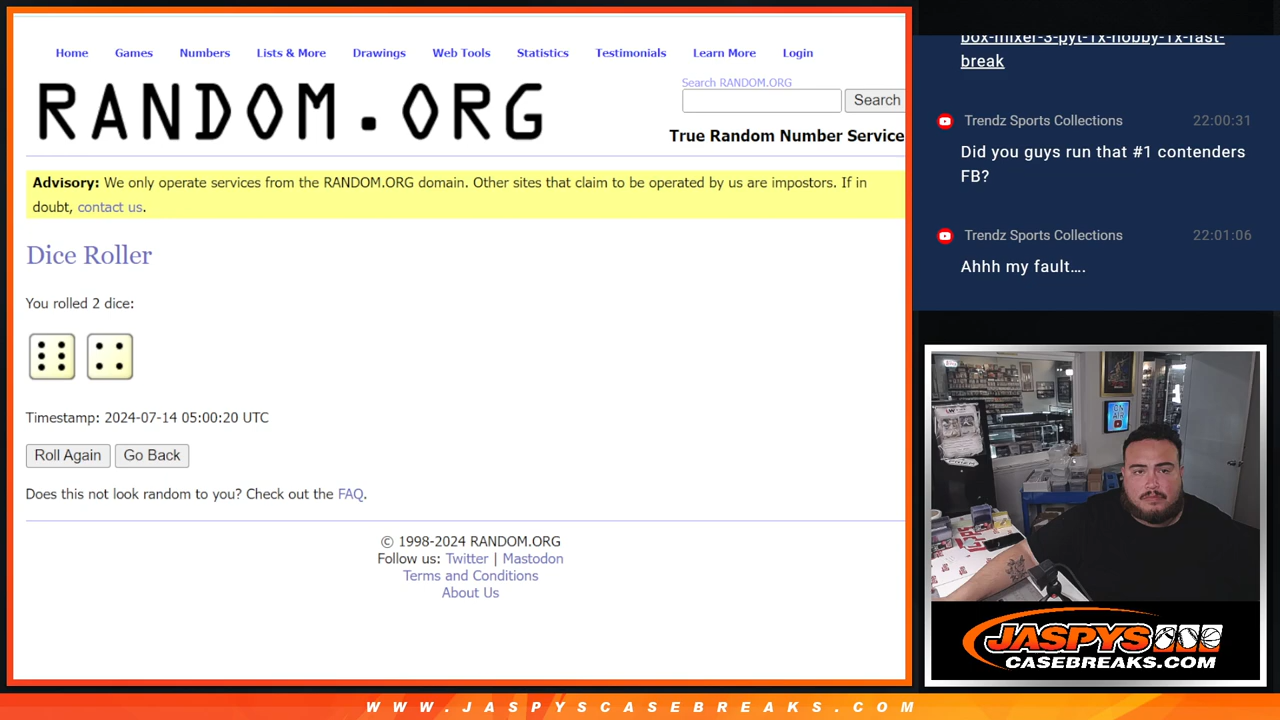 Home Games Numbers Lists & More Drawings Web Tools Statistics Testimonials Learn More Login
RANDOM.ORG
Search RANDOM.ORG
Search
True Random Number Service
Advisory: We only operate services from the RANDOM.ORG domain. Other sites that claim to be operated by us are impostors. If in
doubt, contact us.
Dice Roller
You rolled 2 dice:
Timestamp: 2024-07-14 05:00:20 UTC
Roll Again Go Back
Does this not look random to you? Check out the FAQ.
© 1998-2024 RANDOM.ORG
Follow us: Twitter | Mastodon
Terms and Conditions
About Us
box-mixer-3-pyt-1x-hobby-1x-fast-
break
Trendz Sports Collections 22:00:31
Did you guys run that #1 contenders
FB?
Trendz Sports Collections 22:01:06
Ahhh my fault....
JASPYS
CASEBREAKS.COM
WWW.JASPYSCASEBREAKS.COM